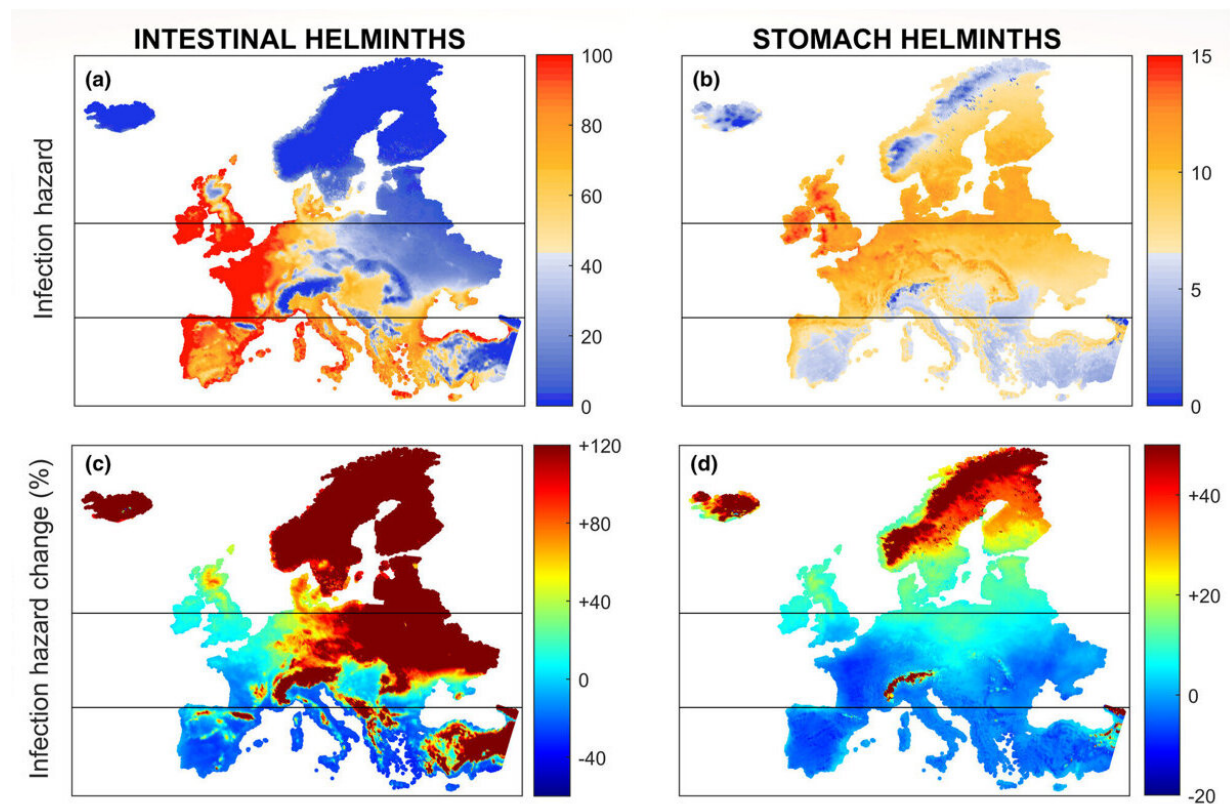 INTESTINAL HELMINTHS
STOMACH HELMINTHS
Infection hazard
(a)
100
80
60
40
20
0
(b)
15
10
5
0
Infection hazard change (%)
(c)
+120
+80
+40
0
-40
(d)
+40
+20
0
-20